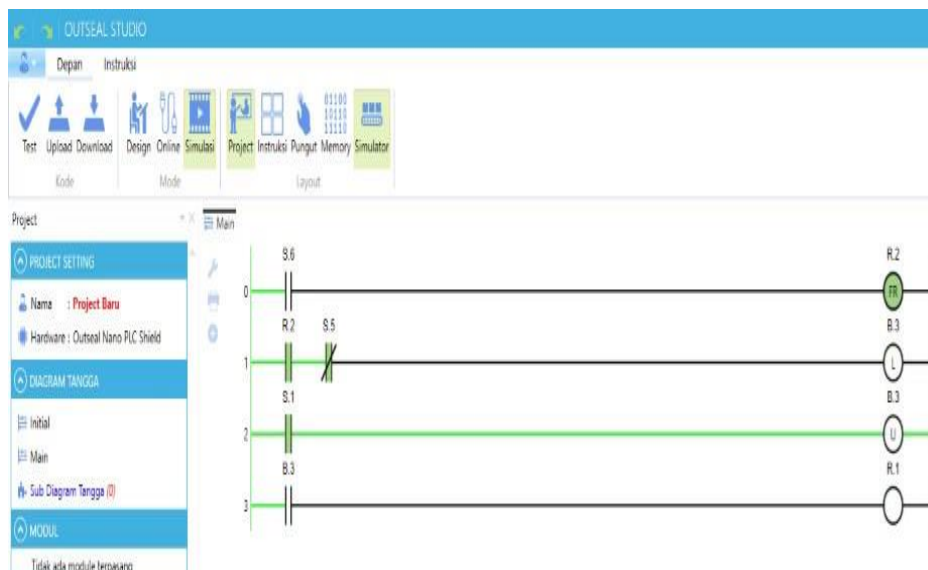 OUTSEAL STUDIO
Depan Instruksi
Test Upload Download Design Online Simulasi Project Instruksi Pungut Memory Simulator
Kode Mode Layout
Project
Main
PROJECT SETTING
Nama : Project Baru
Hardware : Outseal Nano PLC Shield
DIAGRAM TANGGA
Initial
Main
Sub Diagram Tangga (0)
MODUL
Tidak ada module terpasang
S.6 R.2
0 FR
R.2 S.5 B.3
1 L
S.1 B.3
2 U
B.3 R.1
3